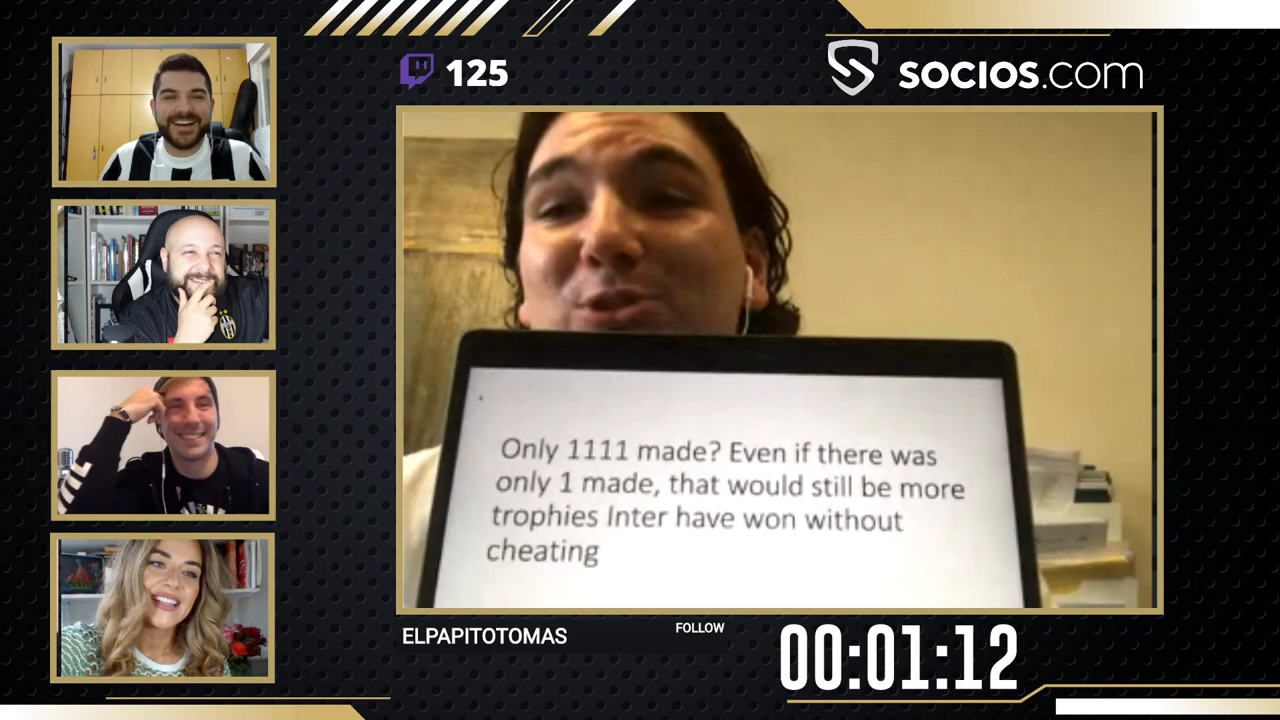 125
SOCIOS.com
Only 1111 made? Even if there was
only 1 made, that would still be more
trophies Inter have won without
cheating
ELPAPITOTOMAS
FOLLOW
00:01:12